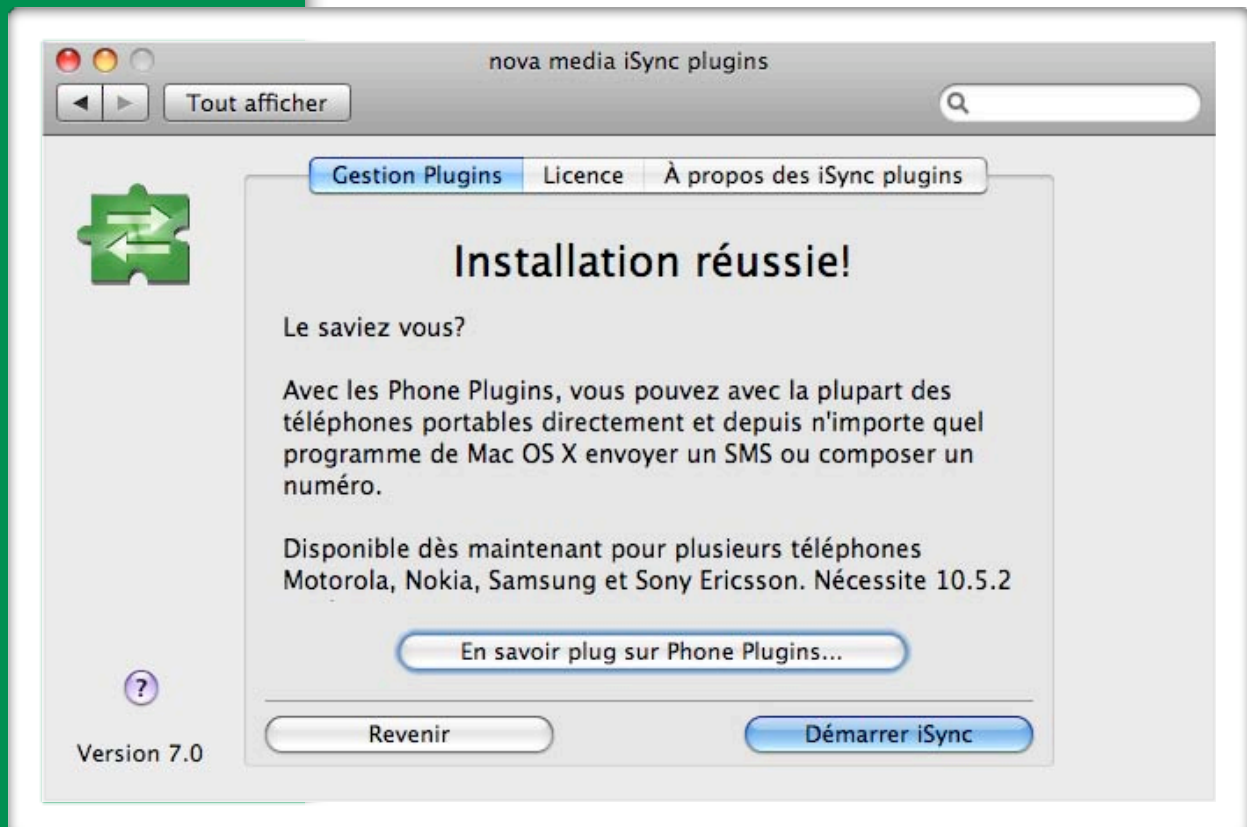 nova media iSync plugins
Tout afficher
Gestion Plugins Licence À propos des iSync plugins
Installation réussie!
Le saviez vous?
Avec les Phone Plugins, vous pouvez avec la plupart des
téléphones portables directement et depuis n'importe quel
programme de Mac OS X envoyer un SMS ou composer un
numéro.
Disponible dès maintenant pour plusieurs téléphones
Motorola, Nokia, Samsung et Sony Ericsson. Nécessite 10.5.2
En savoir plug sur Phone Plugins...
?
Revenir Démarrer iSync
Version 7.0